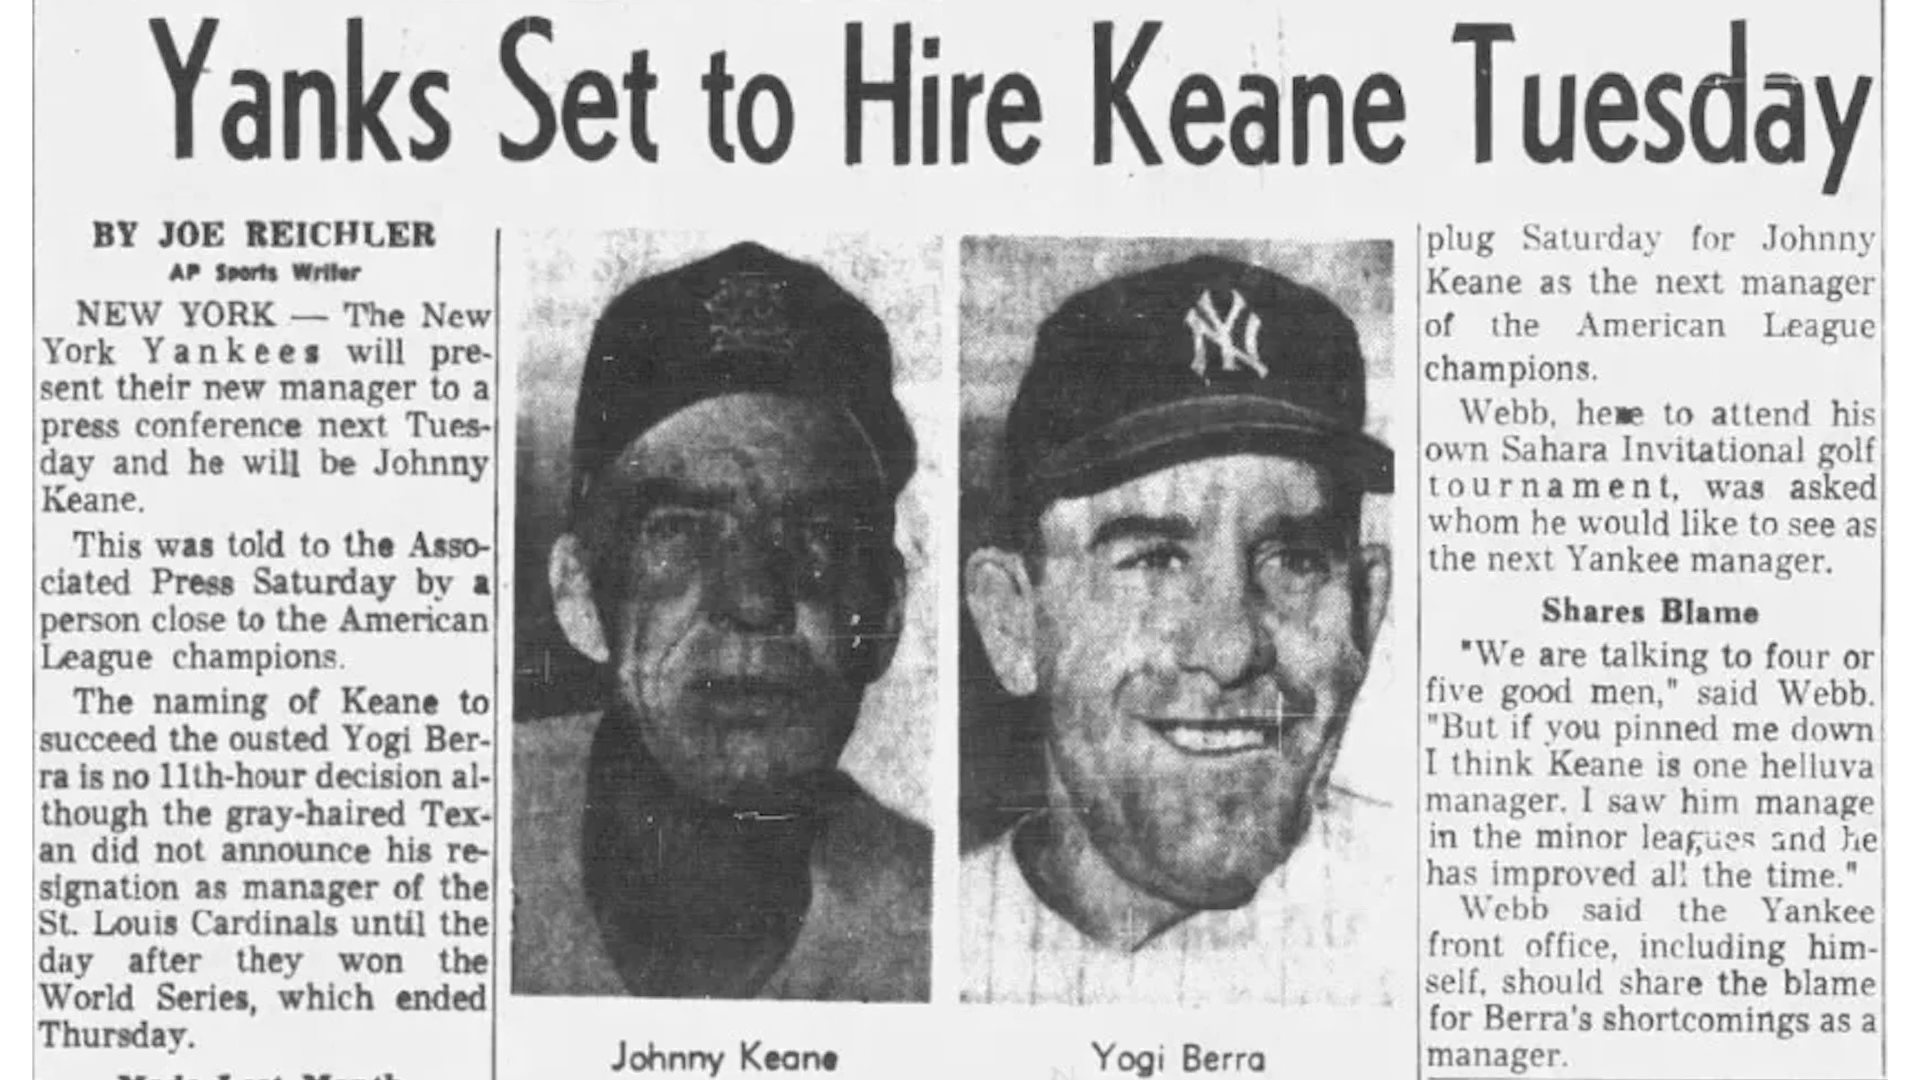 Yanks Set to Hire Keane Tuesday
BY JOE REICHLER
AP Sports Writer
NEW YORK — The New
York Yankees will pre-
sent their new manager to a
press conference next Tues-
day and he will be Johnny
Keane.
This was told to the Asso-
ciated Press Saturday by a
person close to the American
League champions.
The naming of Keane to
succeed the ousted Yogi Ber-
ra is no 11th-hour decision al-
though the gray-haired Tex-
an did not announce his re-
signation as manager of the
St. Louis Cardinals until the
day after they won the
World Series, which ended
Thursday.
Made Last Month
NY
Johnny Keane
Yogi Berra
plug Saturday for Johnny
Keane as the next manager
of the American League
champions.
Webb, here to attend his
own Sahara Invitational golf
tournament, was asked
whom he would like to see as
the next Yankee manager.
Shares Blame
"We are talking to four or
five good men," said Webb.
"But if you pinned me down
I think Keane is one helluva
manager. I saw him manage
in the minor leagues and he
has improved all the time."
Webb said the Yankee
front office, including him-
self, should share the blame
for Berra's shortcomings as a
manager.